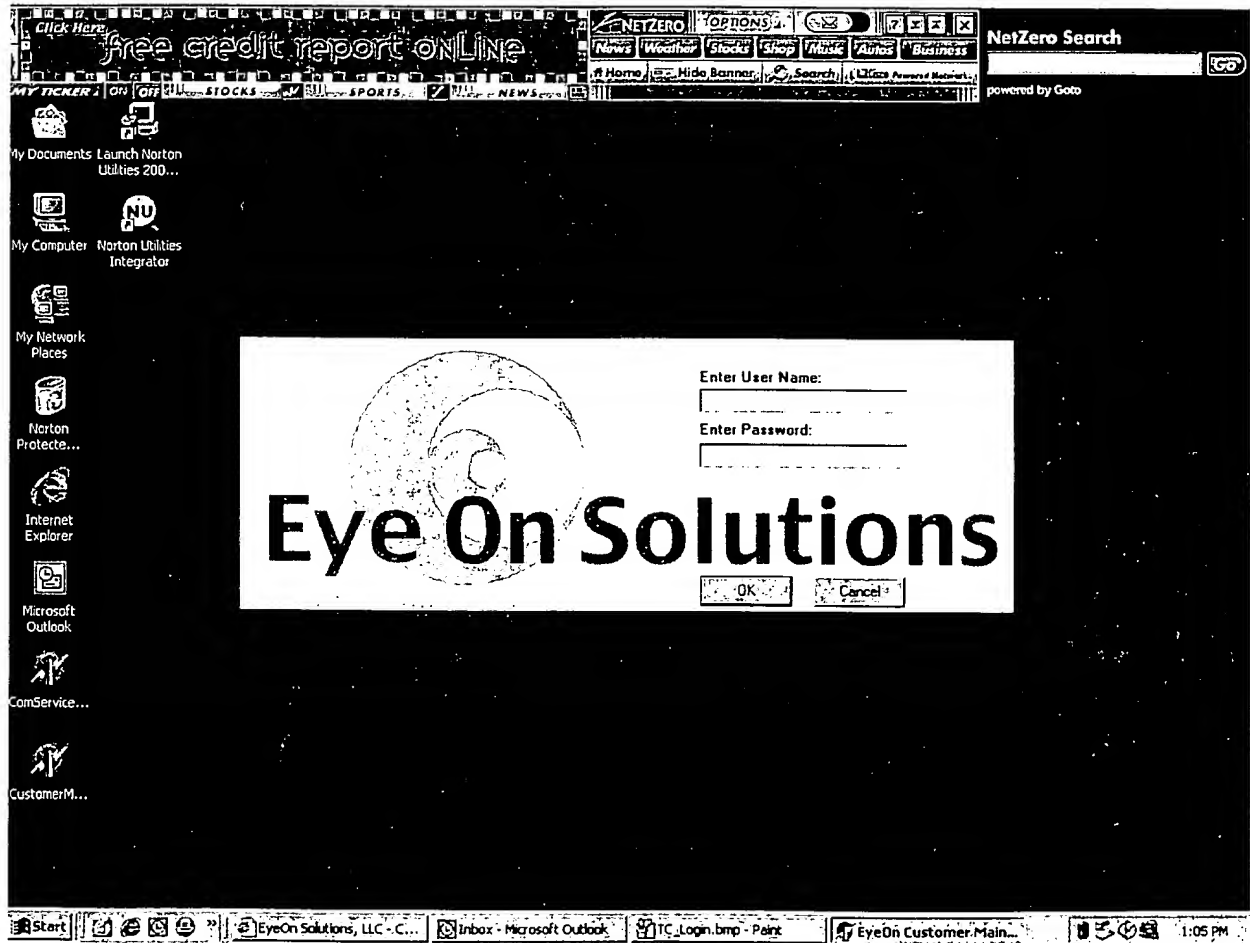 Click Here
free credit report onLine
MY TICKER: ON OFF STOCKS SPORTS NEWS
NETZERO OPTIONS
News Weather Stocks Shop Music Autos Business
Home Hide Banner Search Cisco Powered Network
NetZero Search
Go
powered by Goto
My Documents
Launch Norton Utilities 200...
My Computer
NU
Norton Utilities Integrator
My Network Places
Norton Protecte...
Internet Explorer
Microsoft Outlook
ComService...
CustomerM...
Enter User Name:
Enter Password:
Eye On Solutions
OK Cancel
Start
EyeOn Solutions, LLC - C...
Inbox - Microsoft Outlook
TC_Login.bmp - Paint
EyeOn Customer Main...
1:05 PM